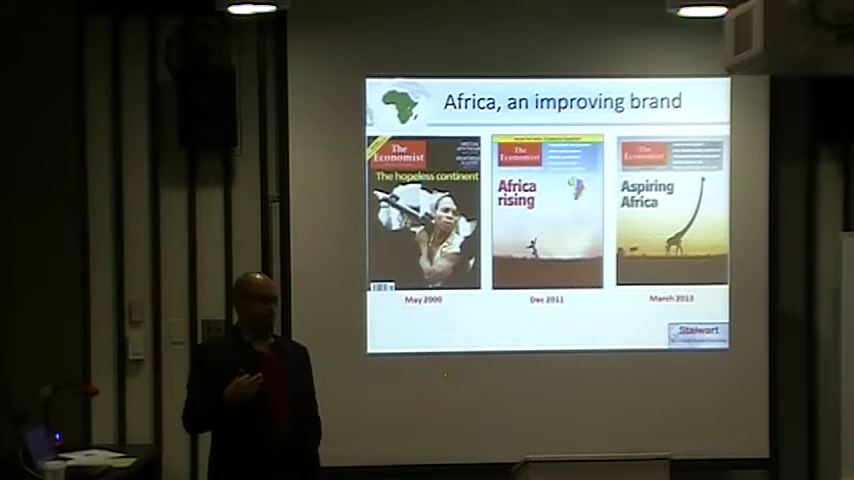 Africa, an improving brand
The
Economist
The hopeless continent
The
Economist
Africa
rising
The
Economist
Aspiring
Africa
May 2000
Dec 2011
March 2013
Stalwart